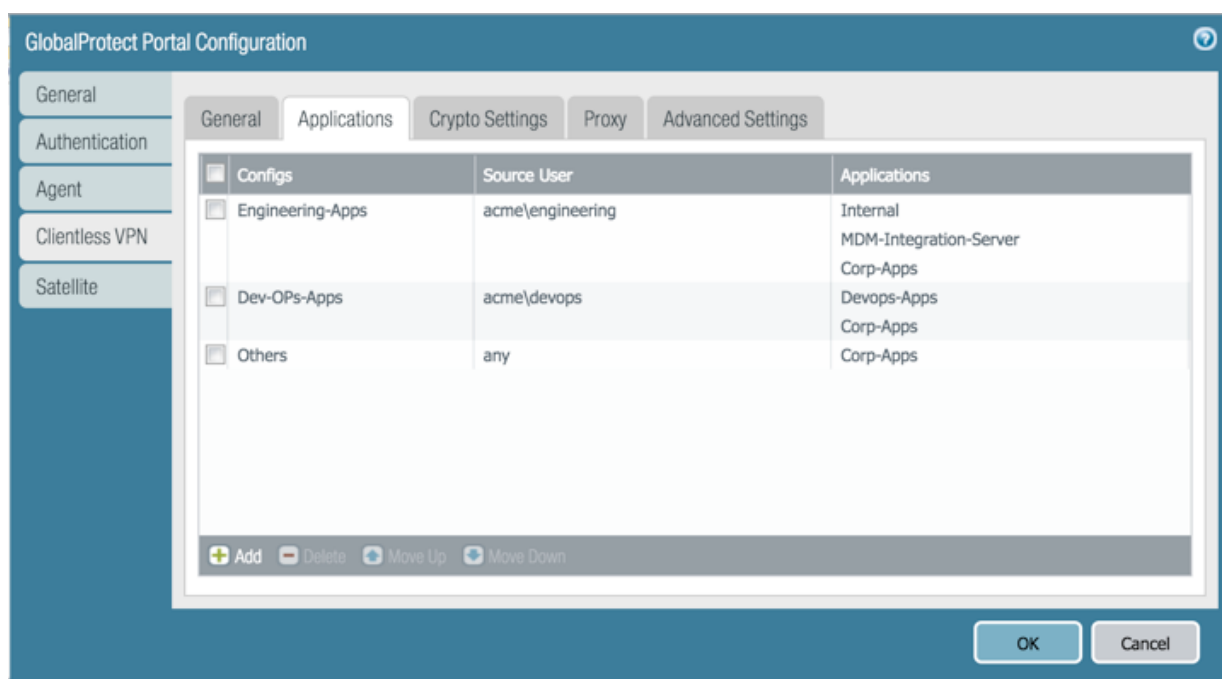 GlobalProtect Portal Configuration
General
Authentication
Agent
Clientless VPN
Satellite
General Applications Crypto Settings Proxy Advanced Settings
Configs Source User Applications
Engineering-Apps acme\engineering Internal
MDM-Integration-Server
Corp-Apps
Dev-OPs-Apps acme\devops Devops-Apps
Corp-Apps
Others any Corp-Apps
Add Delete Move Up Move Down
OK Cancel